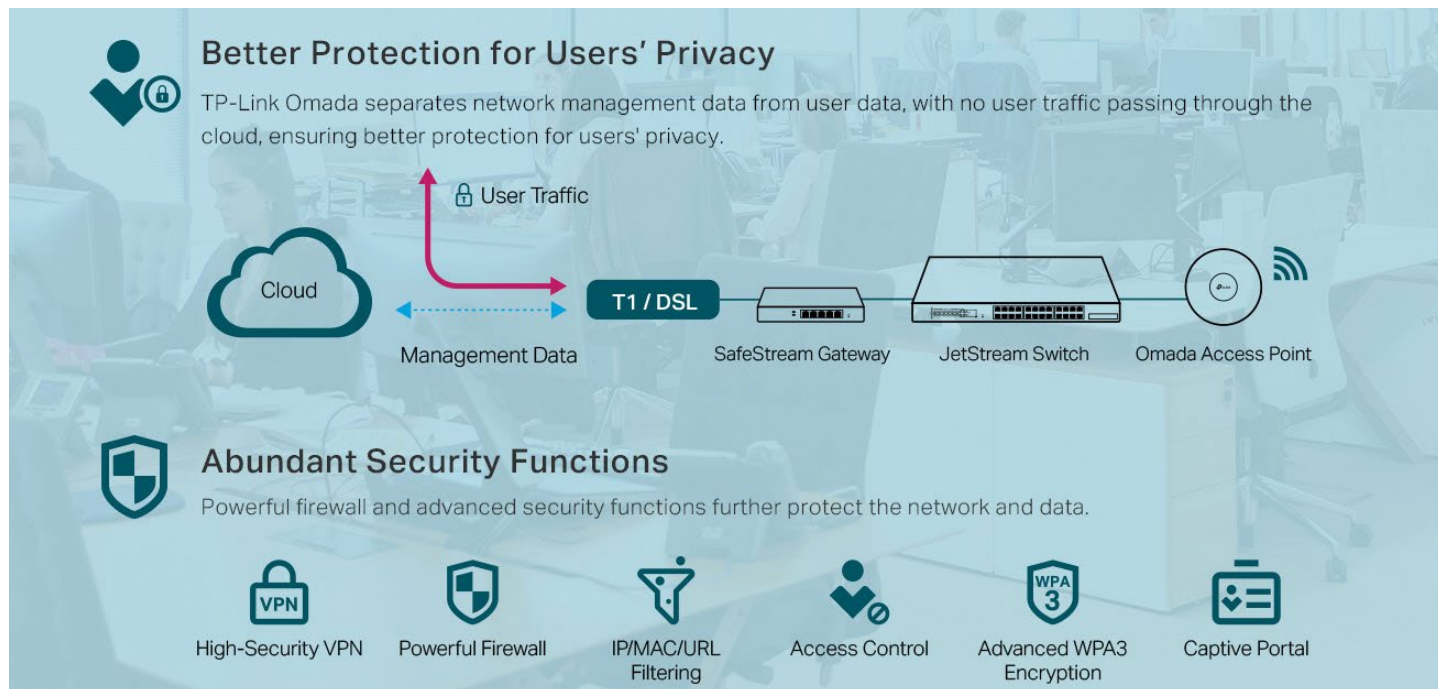 Better Protection for Users' Privacy
TP-Link Omada separates network management data from user data, with no user traffic passing through the
cloud, ensuring better protection for users' privacy.
User Traffic
Cloud
T1 / DSL
Management Data
SafeStream Gateway
JetStream Switch
Omada Access Point
Abundant Security Functions
Powerful firewall and advanced security functions further protect the network and data.
VPN
WPA
3
High-Security VPN
Powerful Firewall
IP/MAC/URL
Filtering
Access Control
Advanced WPA3
Encryption
Captive Portal